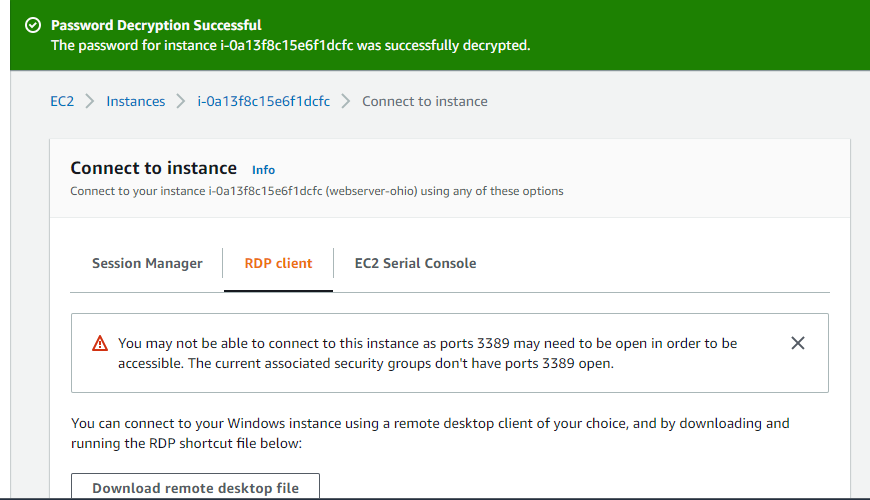 Password Decryption Successful
The password for instance i-0a13f8c15e6f1dcfc was successfully decrypted.
EC2 > Instances > i-0a13f8c15e6f1dcfc > Connect to instance
Connect to instance Info
Connect to your instance i-0a13f8c15e6f1dcfc (webserver-ohio) using any of these options
Session Manager RDP client EC2 Serial Console
You may not be able to connect to this instance as ports 3389 may need to be open in order to be
accessible. The current associated security groups don't have ports 3389 open.
You can connect to your Windows instance using a remote desktop client of your choice, and by downloading and
running the RDP shortcut file below:
Download remote desktop file